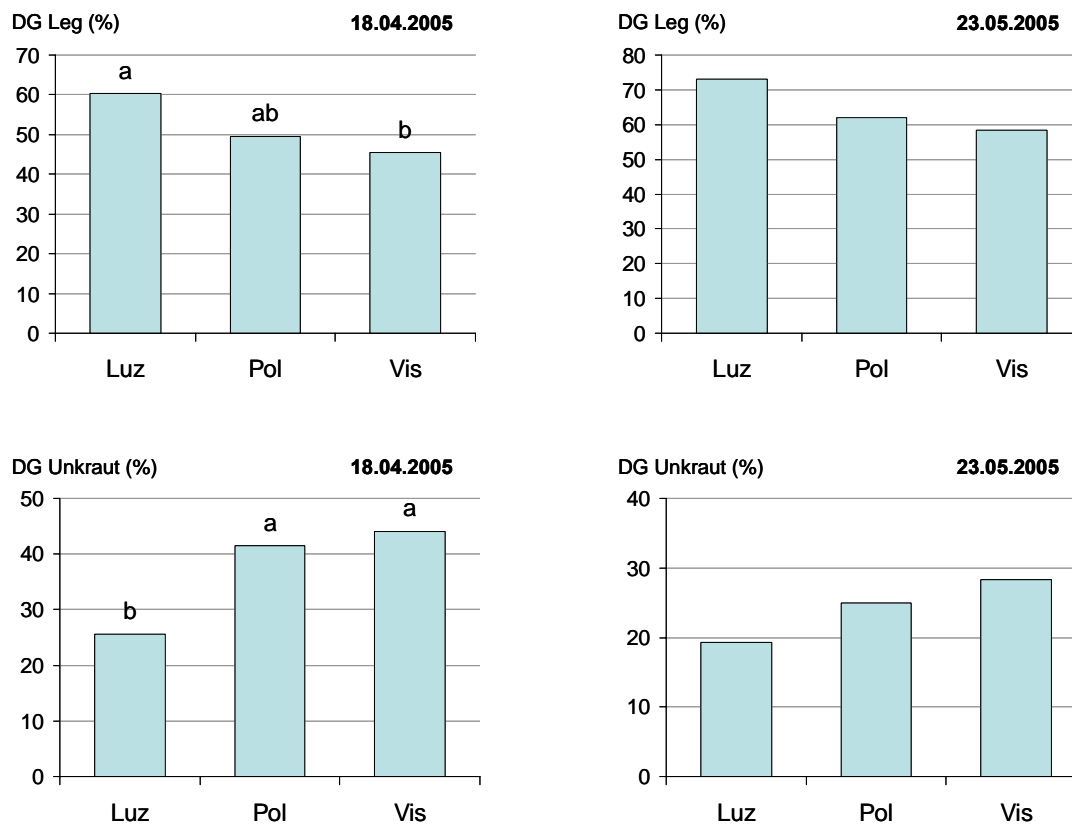 DG Leg (%) 18.04.2005
70
60
50
40
30
20
10
0
a
ab
b
Luz Pol Vis
DG Leg (%) 23.05.2005
80
70
60
50
40
30
20
10
0
Luz Pol Vis
DG Unkraut (%) 18.04.2005
50
40
30
20
10
0
b
a
a
Luz Pol Vis
DG Unkraut (%) 23.05.2005
40
30
20
10
0
Luz Pol Vis